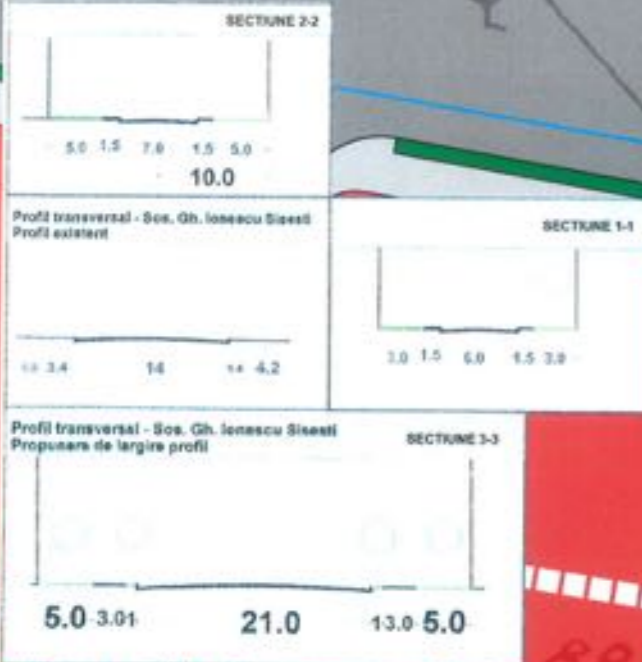 SECTIUNE 2-2
5.0 1.5 7.0 1.5 5.0
10.0
Profil transversal - Sos. Gh. Ionescu Sisesti
Profil existent
3.4 14 4.2
SECTIUNE 1-1
3.0 1.5 6.0 1.5 3.0
Profil transversal - Sos. Gh. Ionescu Sisesti
Propunere de largire profil
SECTIUNE 3-3
5.0 3.01 21.0 13.0 5.0